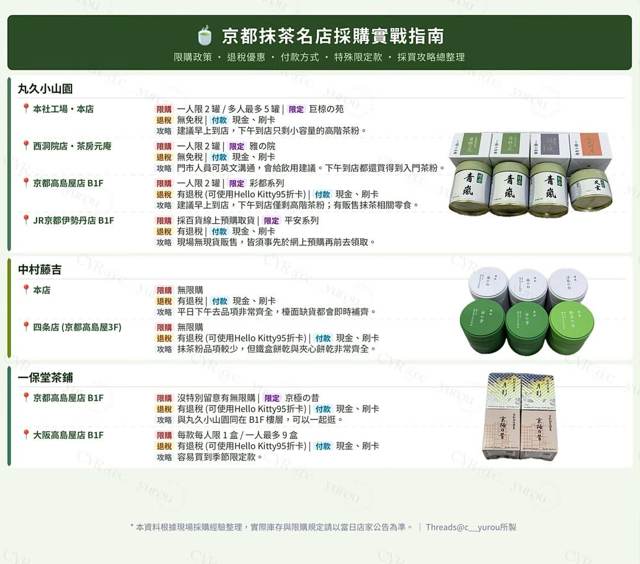 京都抹茶名店採購實戰指南
限購政策 · 退稅優惠 · 付款方式 · 特殊限定款 · 採買攻略總整理
丸久小山園
本社工場・本店
限購 一人限 2 罐 / 多人最多 5 罐 | 限定 巨椋の苑
退稅 無免稅 | 付款 現金、刷卡
攻略 建議早上到店，下午到店只剩小容量的高階茶粉。
西洞院店・茶房元庵
限購 一人限 2 罐 | 限定 雅の院
退稅 無免稅 | 付款 現金、刷卡
攻略 門市人員可英文溝通，會給飲用建議。下午到店都還買得到入門茶粉。
京都高島屋店 B1F
限購 一人限 2 罐 | 限定 彩都系列
退稅 有退稅 (可使用Hello Kitty95折卡) | 付款 現金、刷卡
攻略 建議早上到店，下午到店僅剩高階茶粉；有販售抹茶相關零食。
JR京都伊勢丹店 B1F
限購 採百貨線上預購取貨 | 限定 平安系列
退稅 有退稅 | 付款 現金、刷卡
攻略 現場無現貨販售，皆須事先於網上預購再前去領取。
青嵐
青嵐
青嵐
中村藤吉
本店
限購 無限購
退稅 有退稅 | 付款 現金、刷卡
攻略 平日下午去品項非常齊全，檯面缺貨都會即時補齊。
四条店 (京都高島屋3F)
限購 無限購
退稅 有退稅 (可使用Hello Kitty95折卡) | 付款 現金、刷卡
攻略 抹茶粉品項較少，但鐵盒餅乾與夾心餅乾非常齊全。
一保堂茶鋪
京都高島屋店 B1F
限購 沒特別留意有無限購 | 限定 京極の昔
退稅 有退稅 (可使用Hello Kitty95折卡) | 付款 現金、刷卡
攻略 與丸久小山園同在 B1F 樓層，可以一起逛。
大阪高島屋店 B1F
限購 每款每人限 1 盒 / 一人最多 9 盒
退稅 有退稅 (可使用Hello Kitty95折卡) | 付款 現金、刷卡
攻略 容易買到季節限定款。
* 本資料根據現場採購經驗整理，實際庫存與限購規定請以當日店家公告為準。 | Threads@c__yurou所製